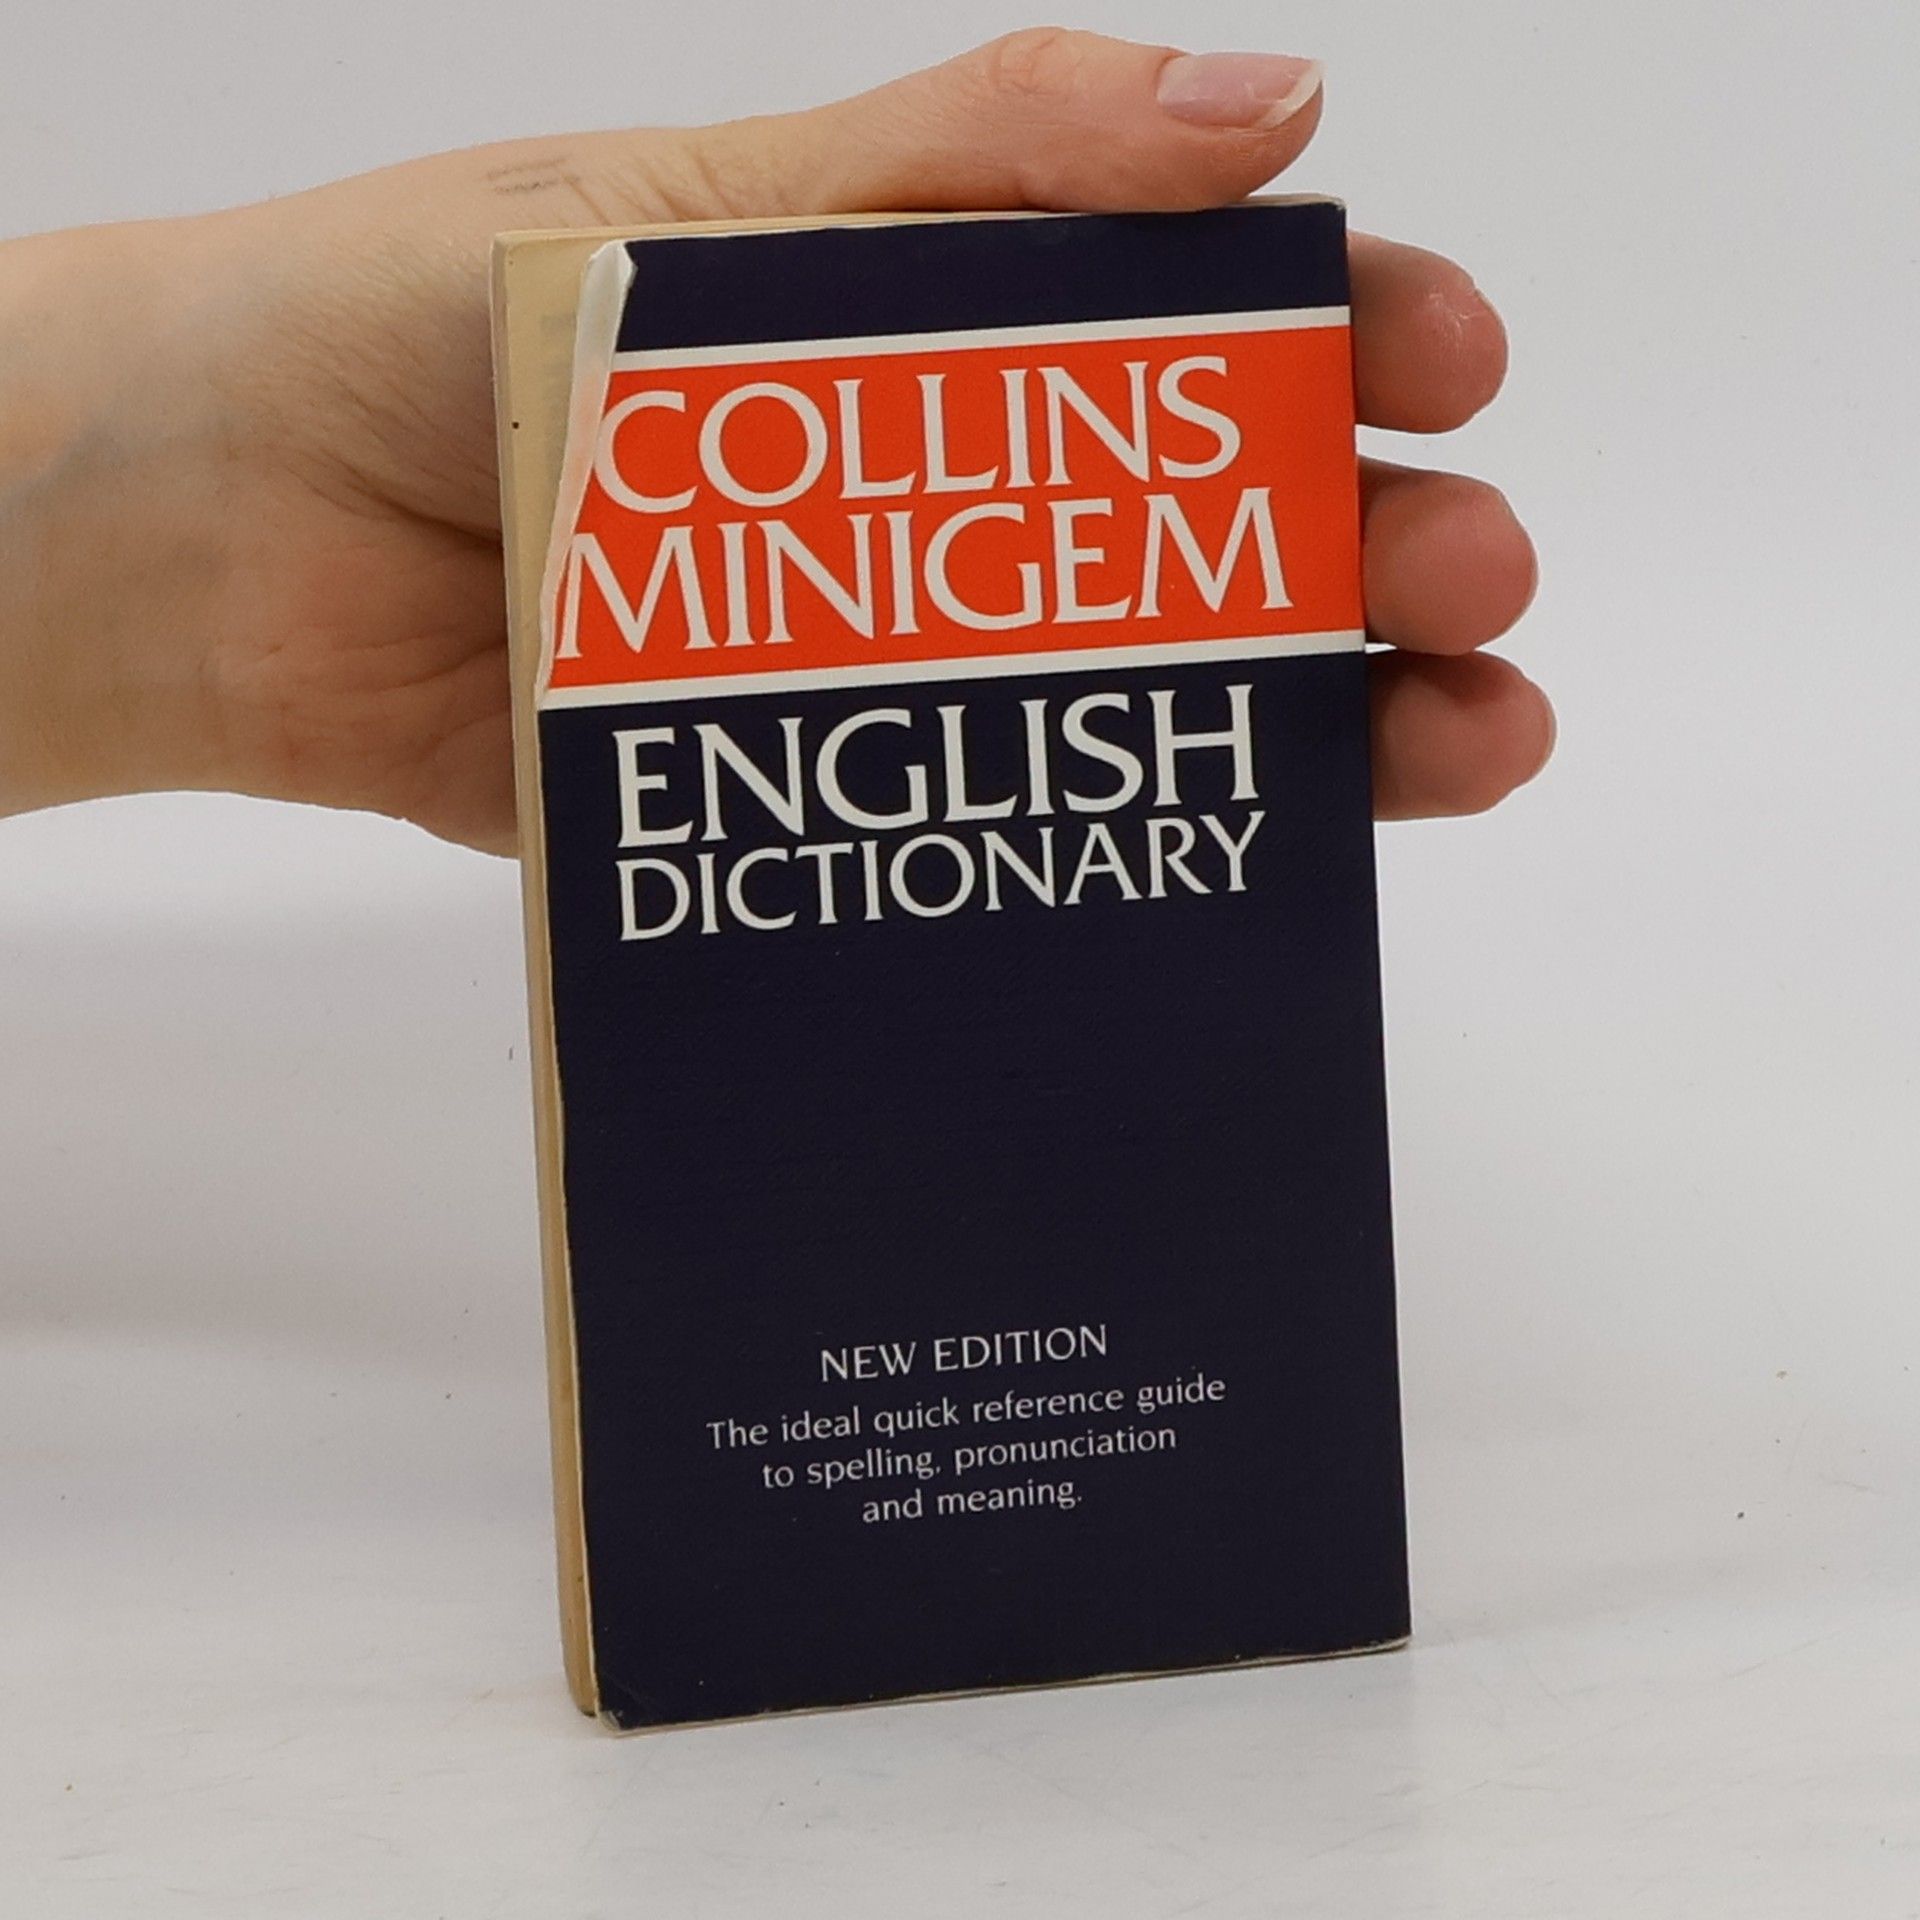 COLLINS
MINIGEM
ENGLISH
DICTIONARY
NEW EDITION
The ideal quick reference guide
to spelling, pronunciation
and meaning.